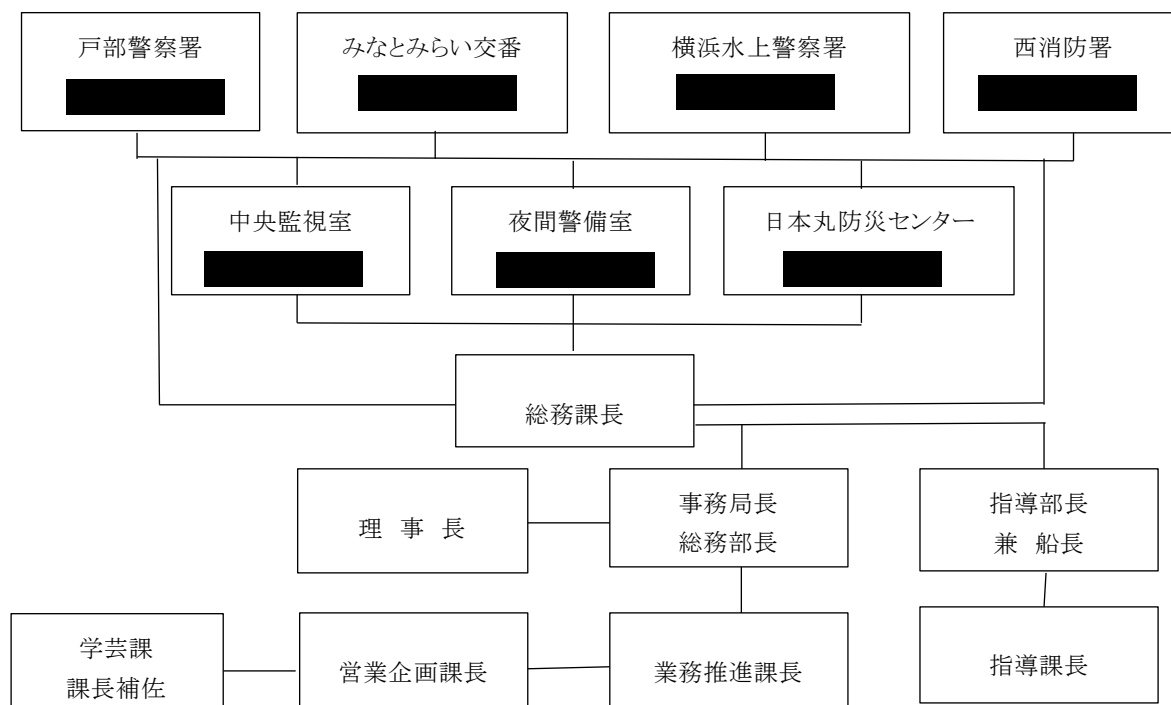 戸部警察署
みなとみらい交番
横浜水上警察署
西消防署
中央監視室
夜間警備室
日本丸防災センター
総務課長
理 事 長
事務局長
総務部長
指導部長
兼 船長
学芸課
課長補佐
営業企画課長
業務推進課長
指導課長